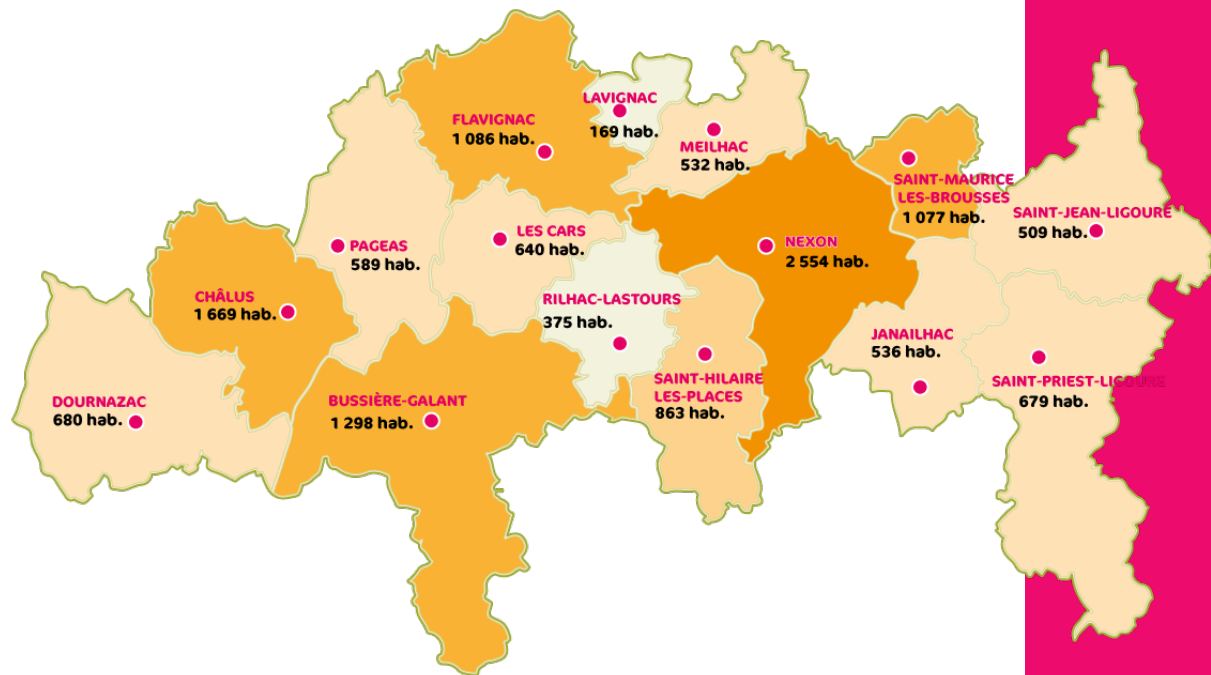 LAVIGNAC
169 hab.
FLAVIGNAC
1 086 hab.
MEILHAC
532 hab.
SAINT-MAURICE
LES-BROUSSES
1 077 hab.
SAINT-JEAN-LIGOURE
509 hab.
PAGEAS
589 hab.
LES CARS
640 hab.
NEXON
2 554 hab.
CHÂLUS
1 669 hab.
RILHAC-LASTOURS
375 hab.
JANAILHAC
536 hab.
SAINT-HILAIRE
LES-PLACES
863 hab.
SAINT-PRIEST-LIGOURE
679 hab.
DOURNAZAC
680 hab.
BUSSIÈRE-GALANT
1 298 hab.